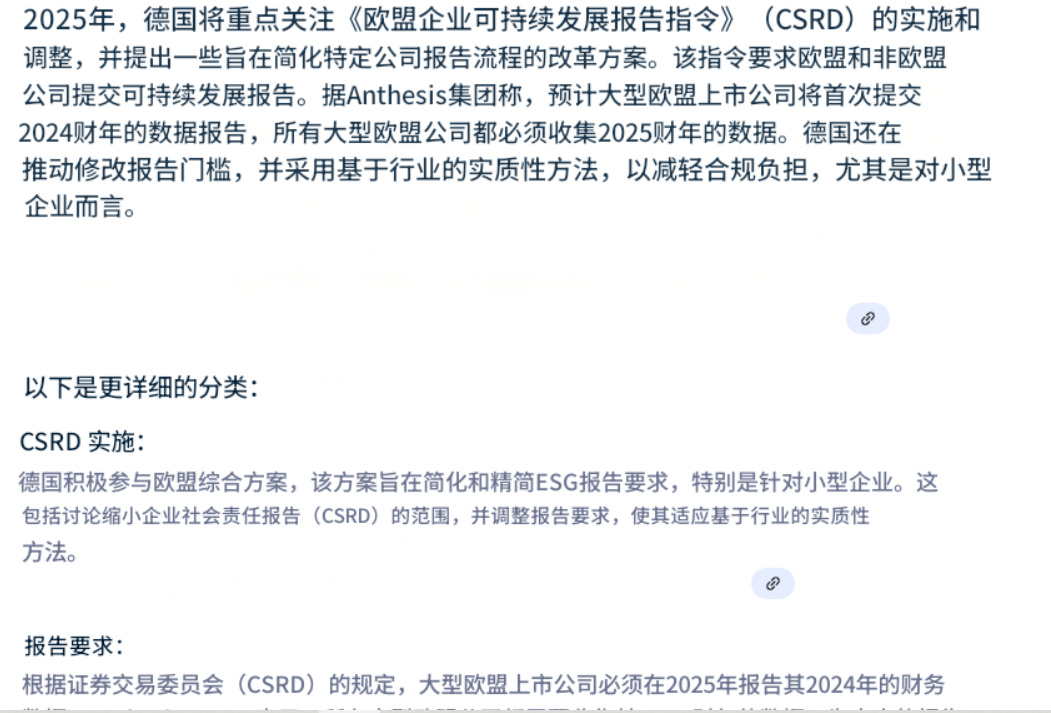 2025年，德国将重点关注《欧盟企业可持续发展报告指令》（CSRD）的实施和
调整，并提出一些旨在简化特定公司报告流程的改革方案。该指令要求欧盟和非欧盟
公司提交可持续发展报告。据Anthesis集团称，预计大型欧盟上市公司将首次提交
2024财年的数据报告，所有大型欧盟公司都必须收集2025财年的数据。德国还在
推动修改报告门槛，并采用基于行业的实质性方法，以减轻合规负担，尤其是对小型
企业而言。
以下是更详细的分类：
CSRD 实施：
德国积极参与欧盟综合方案，该方案旨在简化和精简ESG报告要求，特别是针对小型企业。这
包括讨论缩小企业社会责任报告（CSRD）的范围，并调整报告要求，使其适应基于行业的实质性
方法。
报告要求：
根据证券交易委员会（CSRD）的规定，大型欧盟上市公司必须在2025年报告其2024年的财务